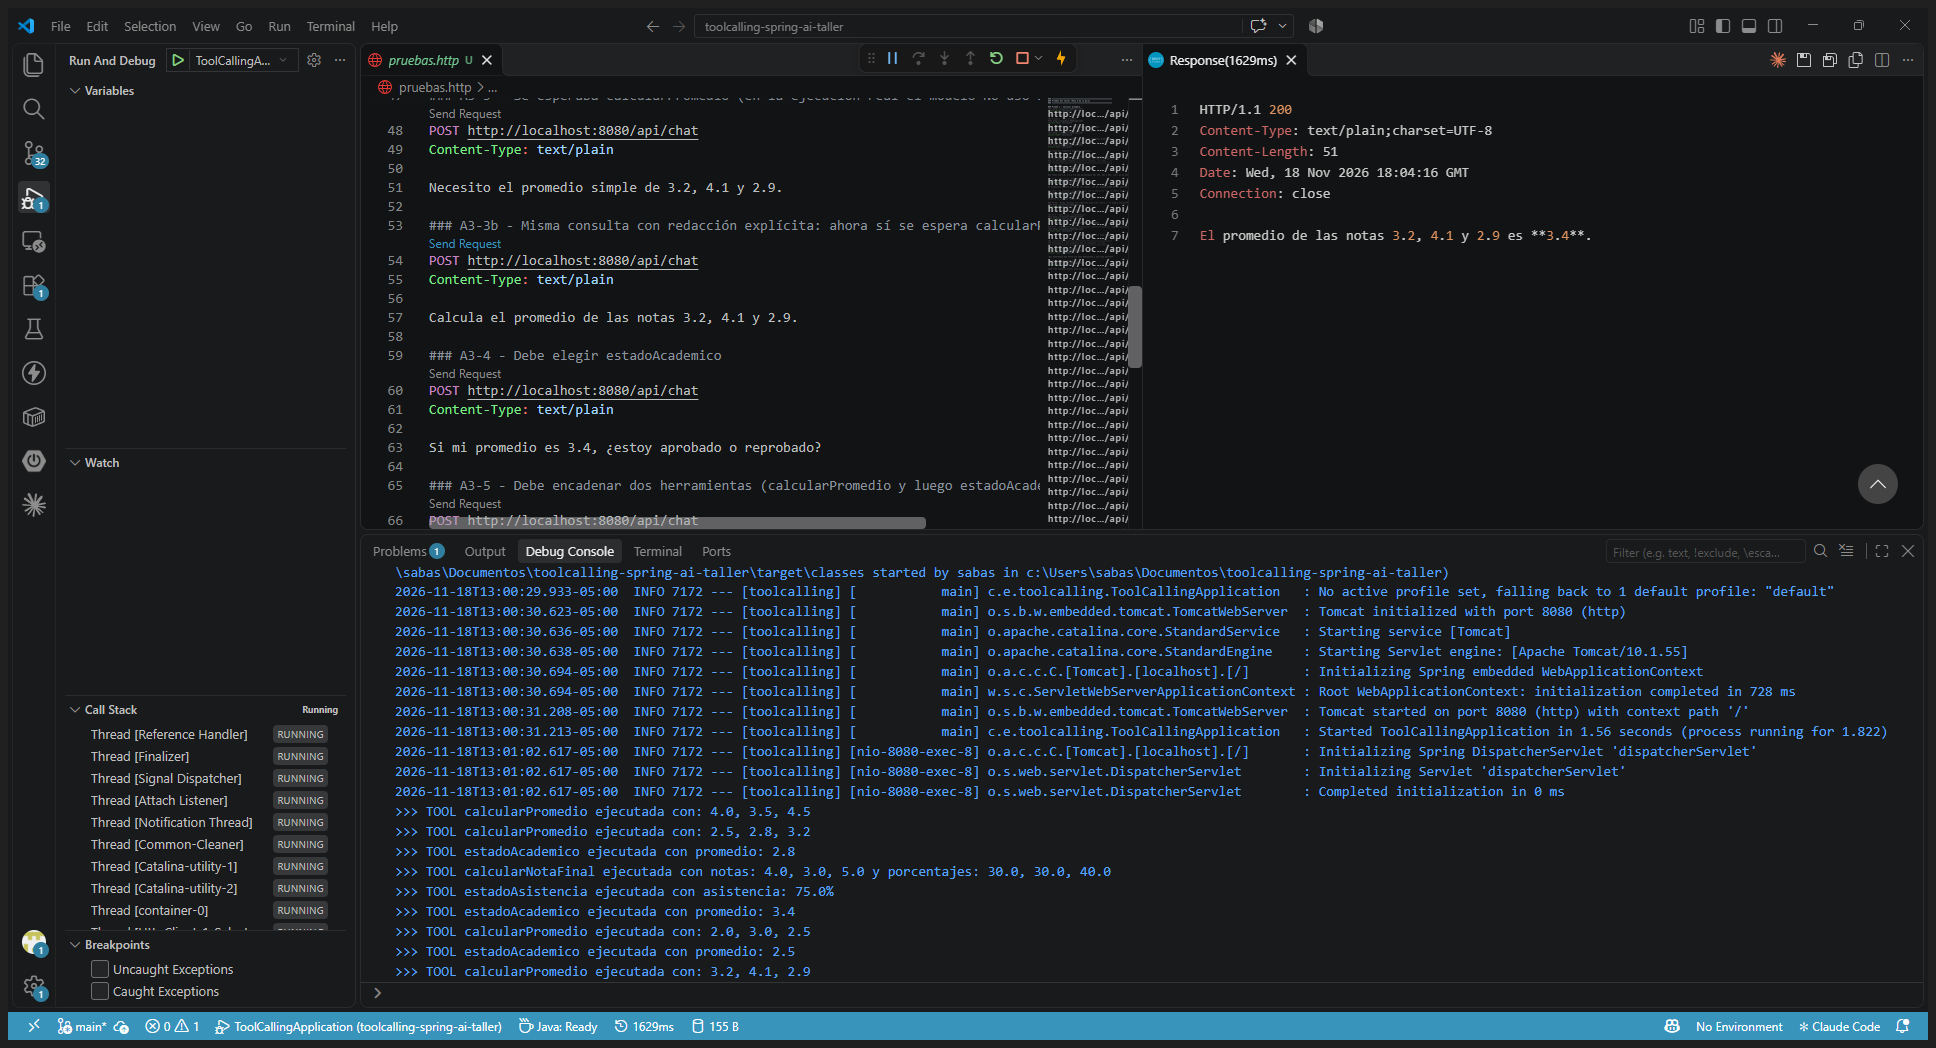 File Edit Selection View Go Run Terminal Help
toolcalling-spring-ai-taller
Run And Debug ToolCallingA...
Variables
Watch
Call Stack Running
Thread [Reference Handler] RUNNING
Thread [Finalizer] RUNNING
Thread [Signal Dispatcher] RUNNING
Thread [Attach Listener] RUNNING
Thread [Notification Thread] RUNNING
Thread [Common-Cleaner] RUNNING
Thread [Catalina-utility-1] RUNNING
Thread [Catalina-utility-2] RUNNING
Thread [container-0] RUNNING
Breakpoints
Uncaught Exceptions
Caught Exceptions
32
1
1
1
1
pruebas.http U
pruebas.http > ...
Send Request
48 POST http://localhost:8080/api/chat
49 Content-Type: text/plain
50
51 Necesito el promedio simple de 3.2, 4.1 y 2.9.
52
53 ### A3-3b - Misma consulta con redacción explícita: ahora sí se espera calcular
Send Request
54 POST http://localhost:8080/api/chat
55 Content-Type: text/plain
56
57 Calcula el promedio de las notas 3.2, 4.1 y 2.9.
58
59 ### A3-4 - Debe elegir estadoAcademico
Send Request
60 POST http://localhost:8080/api/chat
61 Content-Type: text/plain
62
63 Si mi promedio es 3.4, ¿estoy aprobado o reprobado?
64
65 ### A3-5 - Debe encadenar dos herramientas (calcularPromedio y luego estadoAcade
Send Request
66 POST http://localhost:8080/api/chat
Response(1629ms)
1 HTTP/1.1 200
2 Content-Type: text/plain;charset=UTF-8
3 Content-Length: 51
4 Date: Wed, 18 Nov 2026 18:04:16 GMT
5 Connection: close
6
7 El promedio de las notas 3.2, 4.1 y 2.9 es **3.4**.
Problems 1 Output Debug Console Terminal Ports
Filter (e.g. text, !exclude, \esca...
\sabas\Documentos\toolcalling-spring-ai-taller\target\classes started by sabas in c:\Users\sabas\Documentos\toolcalling-spring-ai-taller)
2026-11-18T13:00:29.933-05:00 INFO 7172 --- [toolcalling] [ main] c.e.toolcalling.ToolCallingApplication : No active profile set, falling back to 1 default profile: "default"
2026-11-18T13:00:30.623-05:00 INFO 7172 --- [toolcalling] [ main] o.s.b.w.embedded.tomcat.TomcatWebServer : Tomcat initialized with port 8080 (http)
2026-11-18T13:00:30.636-05:00 INFO 7172 --- [toolcalling] [ main] o.apache.catalina.core.StandardService : Starting service [Tomcat]
2026-11-18T13:00:30.638-05:00 INFO 7172 --- [toolcalling] [ main] o.apache.catalina.core.StandardEngine : Starting Servlet engine: [Apache Tomcat/10.1.55]
2026-11-18T13:00:30.694-05:00 INFO 7172 --- [toolcalling] [ main] o.a.c.c.C.[Tomcat].[localhost].[/] : Initializing Spring embedded WebApplicationContext
2026-11-18T13:00:30.694-05:00 INFO 7172 --- [toolcalling] [ main] w.s.c.ServletWebServerApplicationContext : Root WebApplicationContext: initialization completed in 728 ms
2026-11-18T13:00:31.208-05:00 INFO 7172 --- [toolcalling] [ main] o.s.b.w.embedded.tomcat.TomcatWebServer : Tomcat started on port 8080 (http) with context path '/'
2026-11-18T13:00:31.213-05:00 INFO 7172 --- [toolcalling] [ main] c.e.toolcalling.ToolCallingApplication : Started ToolCallingApplication in 1.56 seconds (process running for 1.822)
2026-11-18T13:01:02.617-05:00 INFO 7172 --- [toolcalling] [nio-8080-exec-8] o.a.c.c.C.[Tomcat].[localhost].[/] : Initializing Spring DispatcherServlet 'dispatcherServlet'
2026-11-18T13:01:02.617-05:00 INFO 7172 --- [toolcalling] [nio-8080-exec-8] o.s.web.servlet.DispatcherServlet : Initializing Servlet 'dispatcherServlet'
2026-11-18T13:01:02.617-05:00 INFO 7172 --- [toolcalling] [nio-8080-exec-8] o.s.web.servlet.DispatcherServlet : Completed initialization in 0 ms
>>> TOOL calcularPromedio ejecutada con: 4.0, 3.5, 4.5
>>> TOOL calcularPromedio ejecutada con: 2.5, 2.8, 3.2
>>> TOOL estadoAcademico ejecutada con promedio: 2.8
>>> TOOL calcularNotaFinal ejecutada con notas: 4.0, 3.0, 5.0 y porcentajes: 30.0, 30.0, 40.0
>>> TOOL estadoAsistencia ejecutada con asistencia: 75.0%
>>> TOOL estadoAcademico ejecutada con promedio: 3.4
>>> TOOL calcularPromedio ejecutada con: 2.0, 3.0, 2.5
>>> TOOL estadoAcademico ejecutada con promedio: 2.5
>>> TOOL calcularPromedio ejecutada con: 3.2, 4.1, 2.9
main* 0 1 ToolCallingApplication (toolcalling-spring-ai-taller) Java: Ready 1629ms 155 B No Environment Claude Code